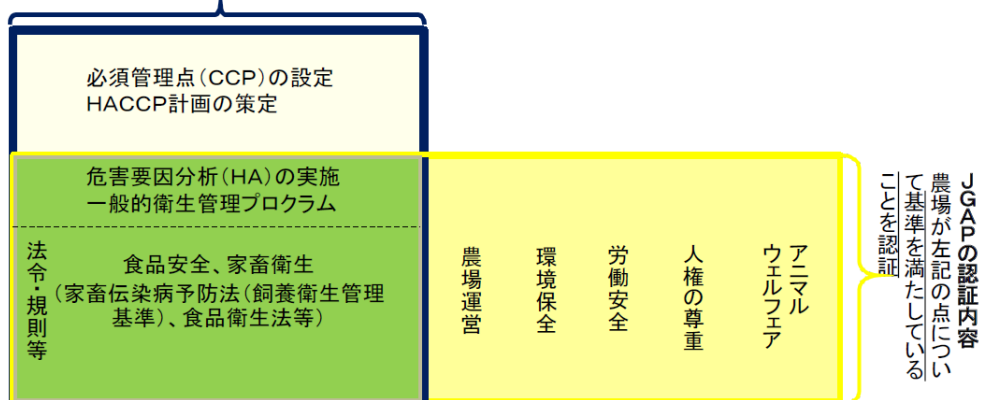 必須管理点（CCP）の設定
HACCP計画の策定
危害要因分析（HA）の実施
一般的衛生管理プログラム
法令・規則等
食品安全、家畜衛生
（家畜伝染病予防法（飼養衛生管理
基準）、食品衛生法等）
農場運営
環境保全
労働安全
人権の尊重
アニマル
ウェルフェア
JGAPの認証内容
農場が左記の点につい
て基準を満たしている
ことを認証